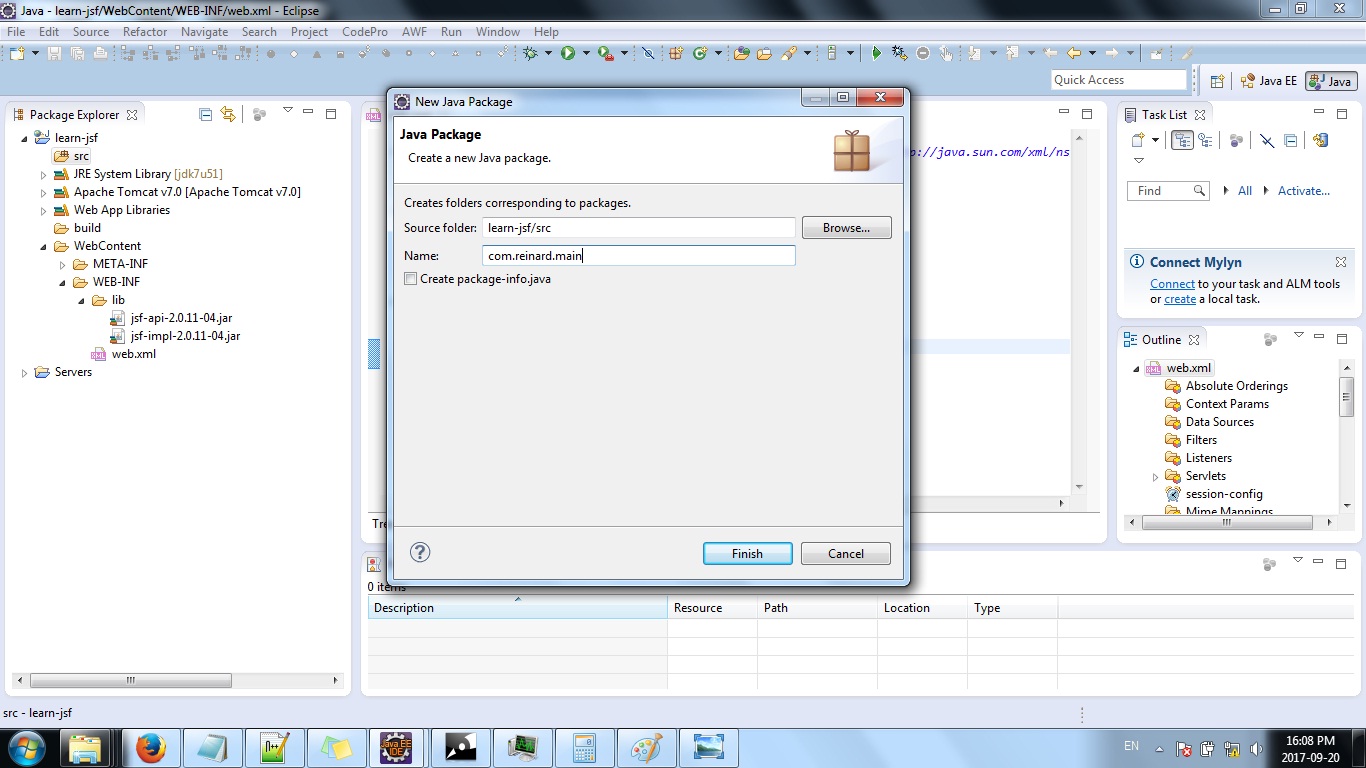 Java - learn-jsf/WebContent/WEB-INF/web.xml - Eclipse
File Edit Source Refactor Navigate Search Project CodePro AWF Run Window Help
Quick Access
Java EE
Java
Package Explorer
learn-jsf
src
JRE System Library [jdk7u51]
Apache Tomcat v7.0 [Apache Tomcat v7.0]
Web App Libraries
build
WebContent
META-INF
WEB-INF
lib
jsf-api-2.0.11-04.jar
jsf-impl-2.0.11-04.jar
web.xml
Servers
New Java Package
Java Package
Create a new Java package.
Creates folders corresponding to packages.
Source folder: learn-jsf/src Browse...
Name: com.reinard.main
Create package-info.java
Finish Cancel
p://java.sun.com/xml/ns
Tre
Task List
Find All Activate...
Connect Mylyn
Connect to your task and ALM tools
or create a local task.
Outline
web.xml
Absolute Orderings
Context Params
Data Sources
Filters
Listeners
Servlets
session-config
Mime Mappings
0 items
Description Resource Path Location Type
src - learn-jsf
Java EE
IDE
EN
16:08 PM
2017-09-20